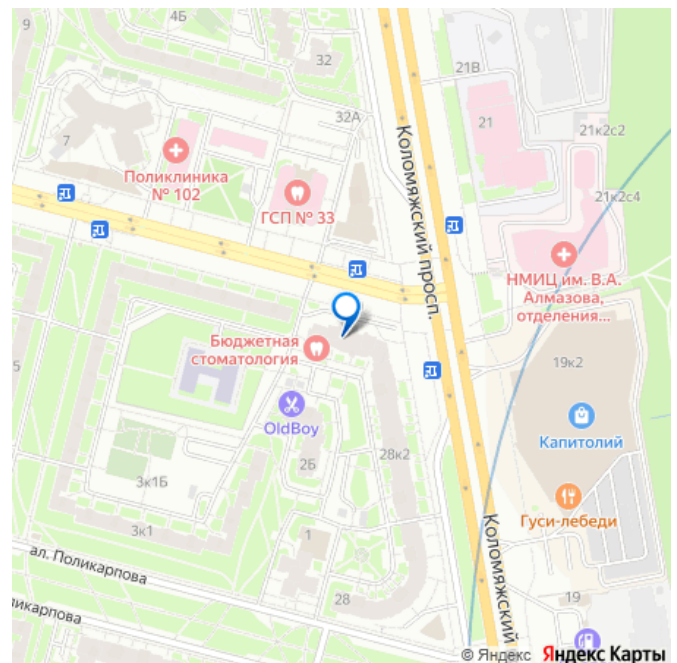 9
4Б
32
21В
32А
21
21к2с2
7
Поликлиника
№ 102
ГСП № 33
Коломяжский просп.
21к2с4
НМИЦ им. В.А.
Алмазова,
отделения...
Бюджетная
стоматология
19к2
5
OldBoy
Капитолий
2Б
28к2
3к1Б
Гуси-лебеди
3к1
1
Коломяжский
ал. Поликарпова
28
19
ликарпова
© Яндекс Яндекс Карты